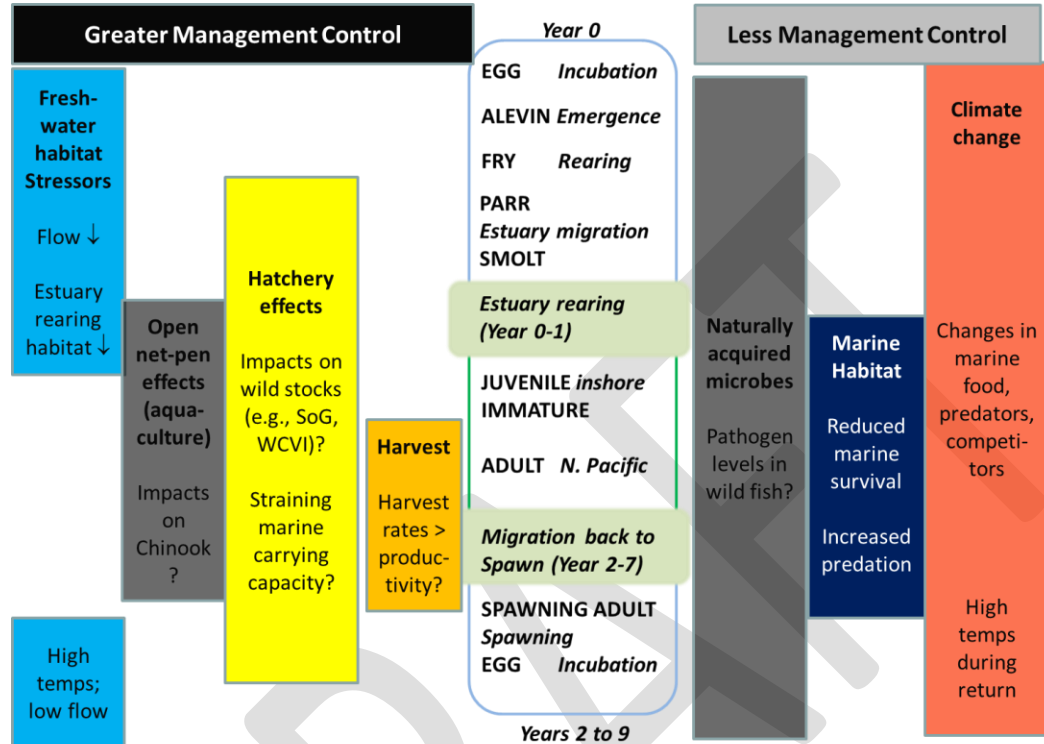 Greater Management Control
Year 0
Less Management Control
Fresh-
water
habitat
Stressors
Flow ↓
Estuary
rearing
habitat ↓
High
temps;
low flow
Open
net-pen
effects
(aqua-
culture)
Impacts
on
Chinook
?
Hatchery
effects
Impacts on
wild stocks
(e.g., SoG,
WCVI)?
Straining
marine
carrying
capacity?
Harvest
Harvest
rates >
produc-
tivity?
EGG Incubation
ALEVIN Emergence
FRY Rearing
PARR
Estuary migration
SMOLT
Estuary rearing
(Year 0-1)
JUVENILE inshore
IMMATURE
ADULT N. Pacific
Migration back to
Spawn (Year 2-7)
SPAWNING ADULT
Spawning
EGG Incubation
Years 2 to 9
Naturally
acquired
microbes
Pathogen
levels in
wild fish?
Marine
Habitat
Reduced
marine
survival
Increased
predation
Climate
change
Changes in
marine
food,
predators,
competi-
tors
High
temps
during
return
DRAFT